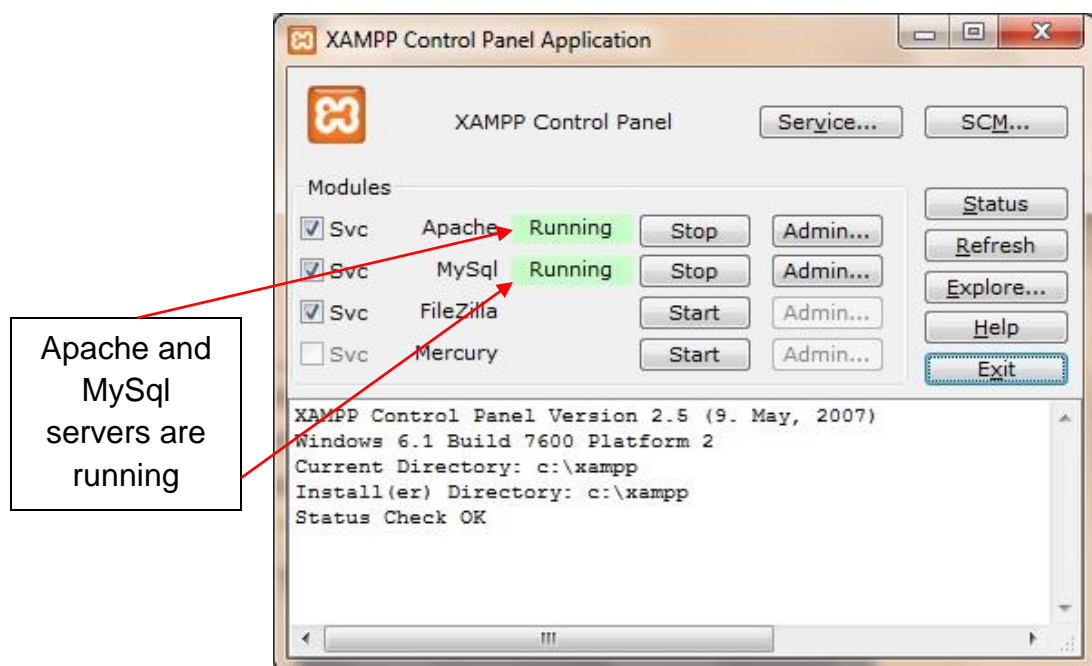 XAMPP Control Panel Application
XAMPP Control Panel Service... SCM...
Modules
Svc Apache Running Stop Admin...
Svc MySql Running Stop Admin...
Svc FileZilla Start Admin...
Svc Mercury Start Admin...
Status
Refresh
Explore...
Help
Exit
XAMPP Control Panel Version 2.5 (9. May, 2007)
Windows 6.1 Build 7600 Platform 2
Current Directory: c:\xampp
Install(er) Directory: c:\xampp
Status Check OK
Apache and
MySql
servers are
running